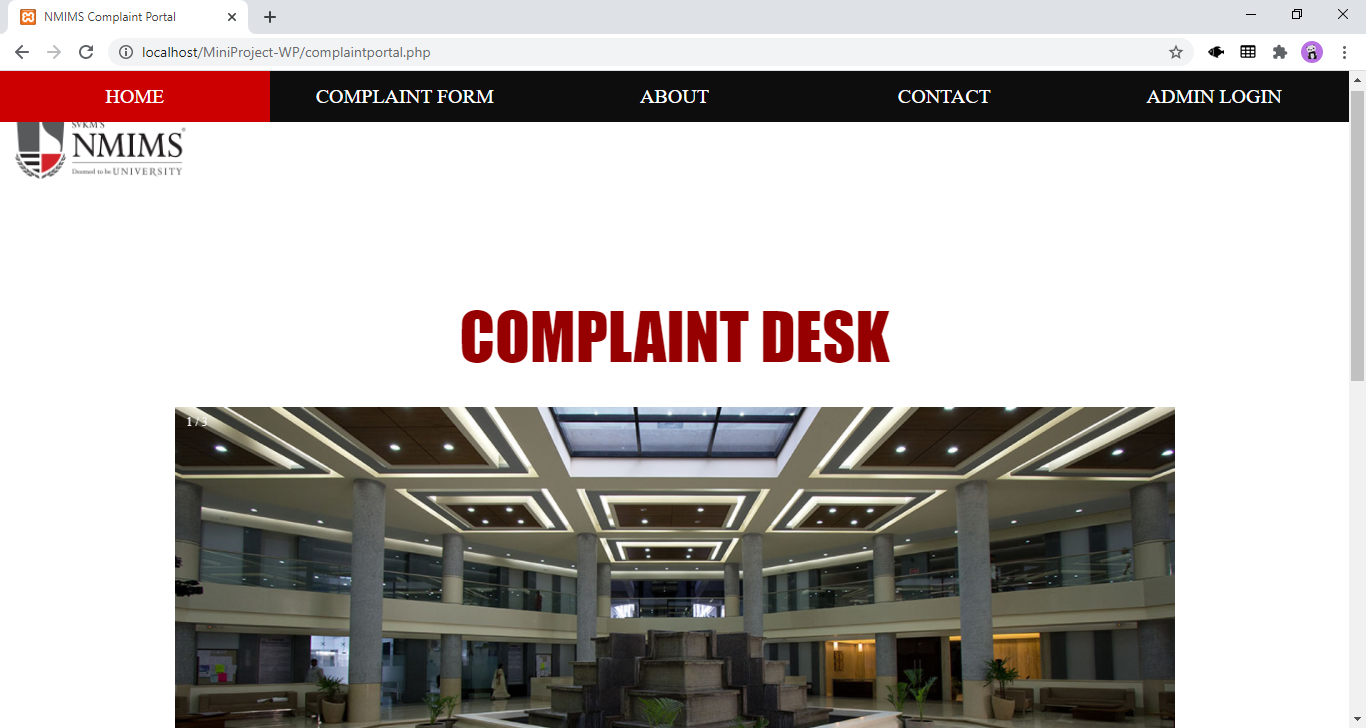 NMIMS Complaint Portal
localhost/MiniProject-WP/complaintportal.php
HOME COMPLAINT FORM ABOUT CONTACT ADMIN LOGIN
SVKM'S
NMIMS
Deemed to be UNIVERSITY
COMPLAINT DESK
1 / 3